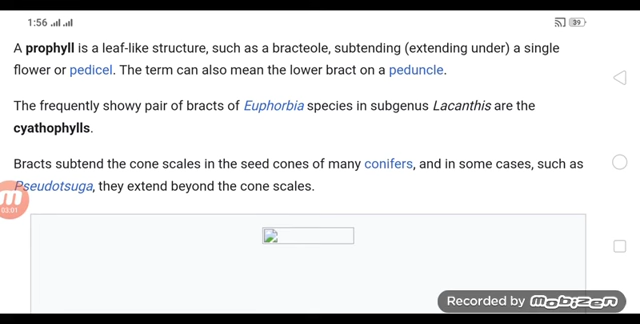 1:56
39
A prophyll is a leaf-like structure, such as a bracteole, subtending (extending under) a single
flower or pedicel. The term can also mean the lower bract on a peduncle.
The frequently showy pair of bracts of Euphorbia species in subgenus Lacanthis are the
cyathophylls.
Bracts subtend the cone scales in the seed cones of many conifers, and in some cases, such as
Pseudotsuga, they extend beyond the cone scales.
03:01
Recorded by Mobizen